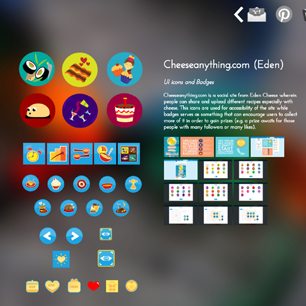 Cheeseanything.com (Eden)
UI icons and Badges
Cheeseanything.com is a social site from Eden Cheese wherein
people can share and upload different recipes especially with
cheese. This icons are used for accessibility of the site while
badges serves as something that can encourage users to collect
more of it in order to gain prizes (e.g. a prize awards for those
people with many followers or many likes).